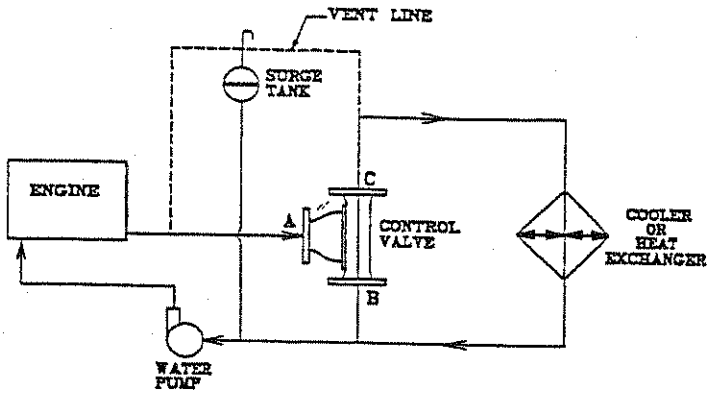 VENT LINE
SURGE
TANK
ENGINE
A
C
CONTROL
VALVE
B
COOLER
OR
HEAT
EXCHANGER
WATER
PUMP